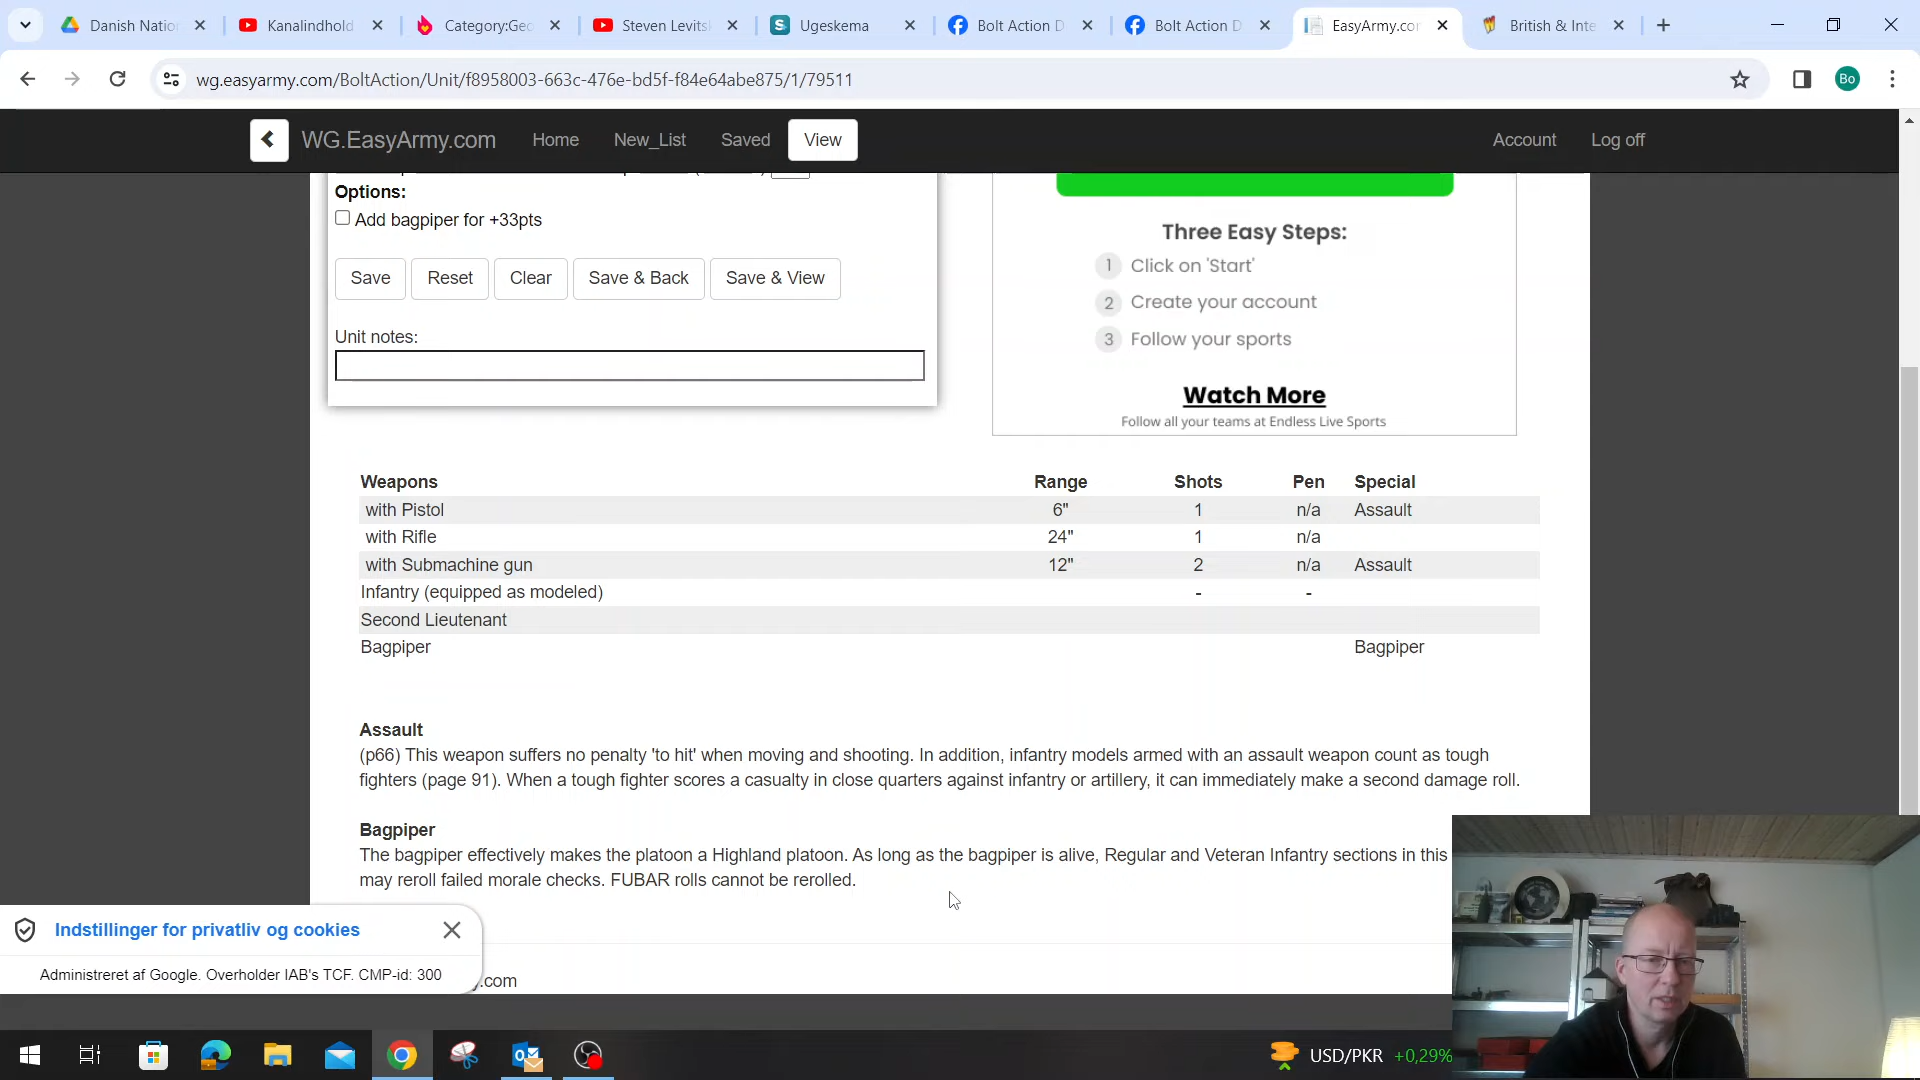 Danish Natio
Kanalindhold
Category:Geo
Steven Levits
Ugeskema
Bolt Action D
Bolt Action D
EasyArmy.co
British & Inte
wg.easyarmy.com/BoltAction/Unit/f8958003-663c-476e-bd5f-f84e64abe875/1/79511
Bo
WG.EasyArmy.com
Home
New_List
Saved
View
Account
Log off
Options:
Add bagpiper for +33pts
Save
Reset
Clear
Save & Back
Save & View
Unit notes:
Three Easy Steps:
1 Click on 'Start'
2 Create your account
3 Follow your sports
Watch More
Follow all your teams at Endless Live Sports
Weapons Range Shots Pen Special
with Pistol 6" 1 n/a Assault
with Rifle 24" 1 n/a
with Submachine gun 12" 2 n/a Assault
Infantry (equipped as modeled) - -
Second Lieutenant
Bagpiper Bagpiper
Assault
(p66) This weapon suffers no penalty 'to hit' when moving and shooting. In addition, infantry models armed with an assault weapon count as tough
fighters (page 91). When a tough fighter scores a casualty in close quarters against infantry or artillery, it can immediately make a second damage roll.
Bagpiper
The bagpiper effectively makes the platoon a Highland platoon. As long as the bagpiper is alive, Regular and Veteran Infantry sections in this
may reroll failed morale checks. FUBAR rolls cannot be rerolled.
Indstillinger for privatliv og cookies
Administreret af Google. Overholder IAB's TCF. CMP-id: 300
.com
USD/PKR +0,29%